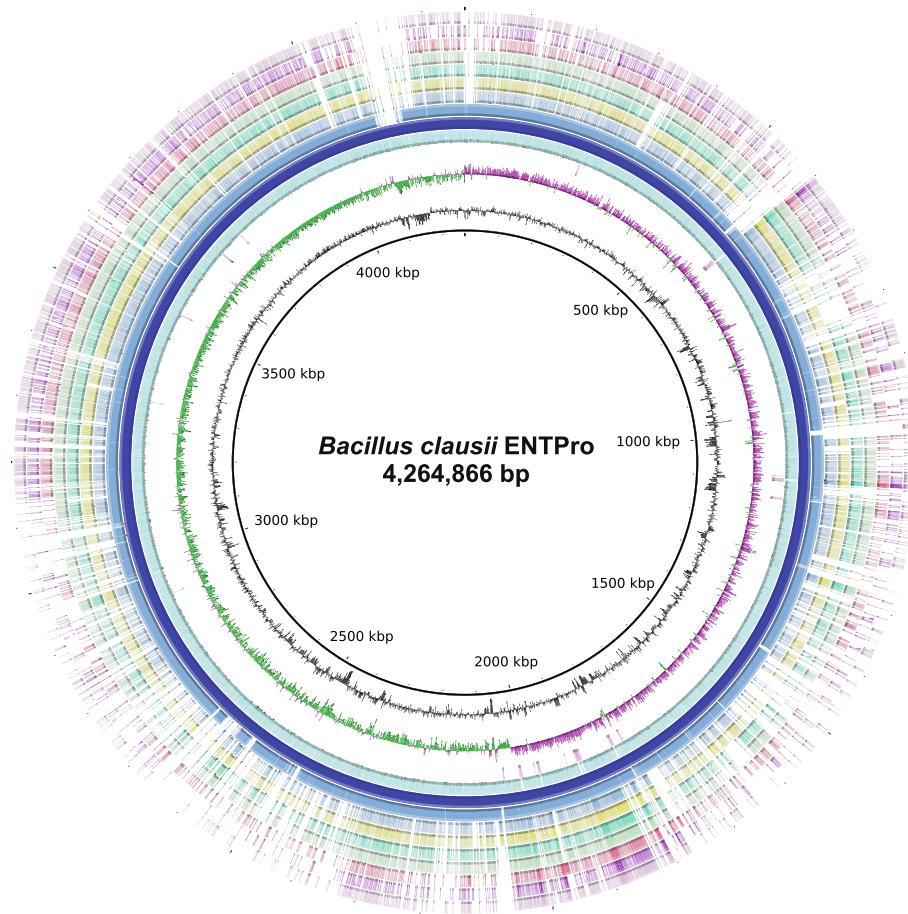 4000 kbp
500 kbp
3500 kbp
1000 kbp
Bacillus clausii ENTPro
4,264,866 bp
3000 kbp
1500 kbp
2500 kbp
2000 kbp